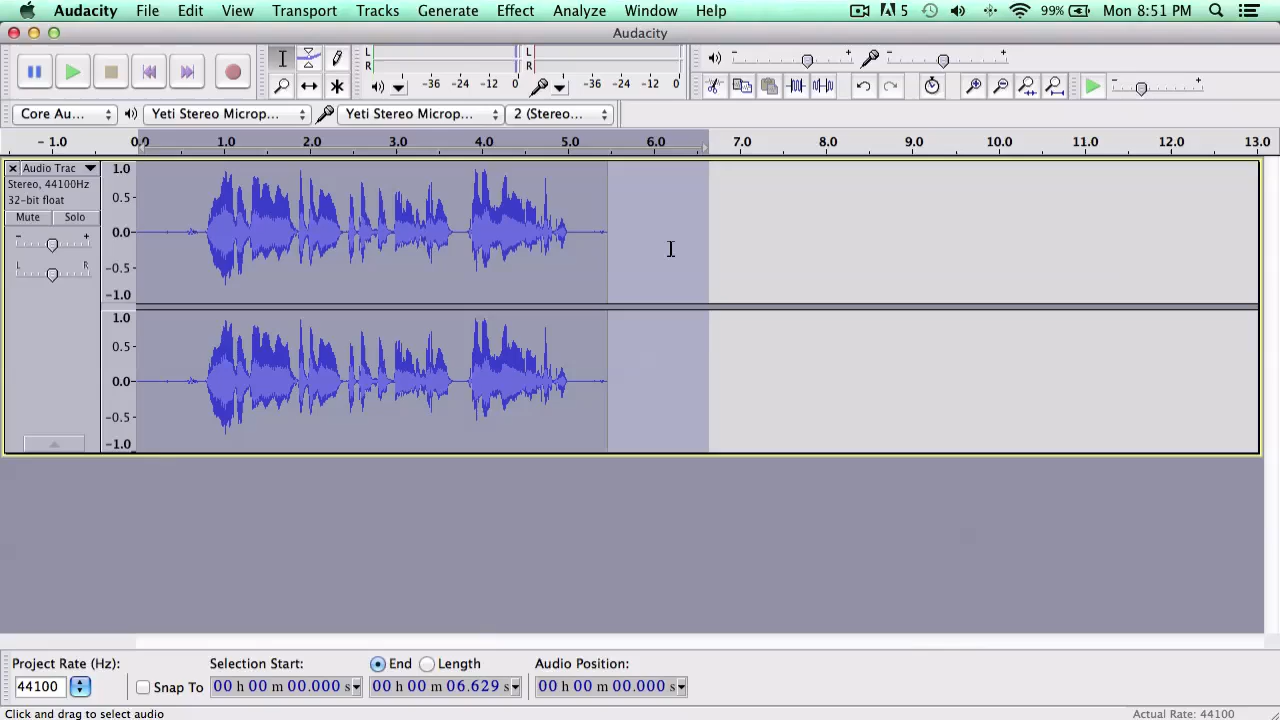 Audacity File Edit View Transport Tracks Generate Effect Analyze Window Help 5 99% Mon 8:51 PM
Audacity
L L
R R
-36 -24 -12 0 -36 -24 -12 0
Core Au... Yeti Stereo Microp... Yeti Stereo Microp... 2 (Stereo...
- 1.0 0.0 1.0 2.0 3.0 4.0 5.0 6.0 7.0 8.0 9.0 10.0 11.0 12.0 13.0
Audio Trac 1.0
Stereo, 44100Hz
32-bit float 0.5
Mute Solo
- + 0.0
L R -0.5
-1.0
1.0
0.5
0.0
-0.5
-1.0
Project Rate (Hz): Selection Start: End Length Audio Position:
44100 Snap To 00 h 00 m 00.000 s 00 h 00 m 06.629 s 00 h 00 m 00.000 s
Click and drag to select audio Actual Rate: 44100